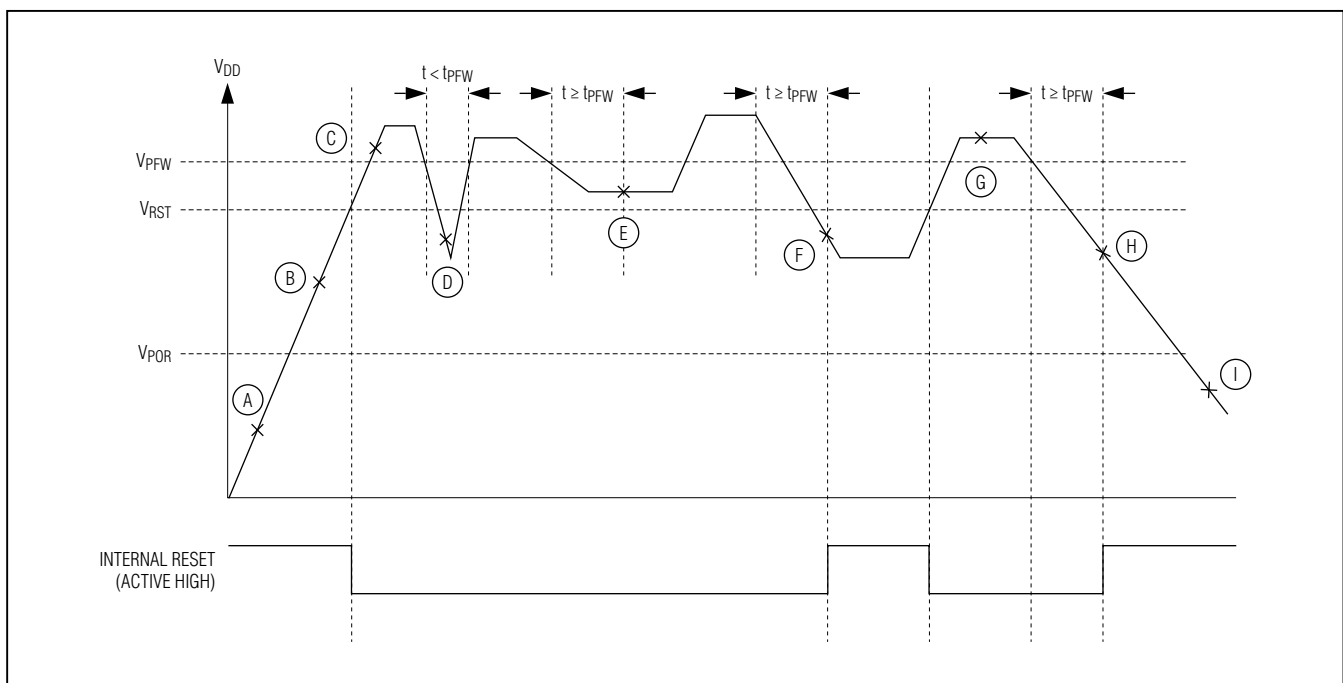 VDD
t < tPFW
t ≥ tPFW
t ≥ tPFW
t ≥ tPFW
C
VPFW
G
VRST
E
F
H
B
D
VPOR
I
A
INTERNAL RESET
(ACTIVE HIGH)